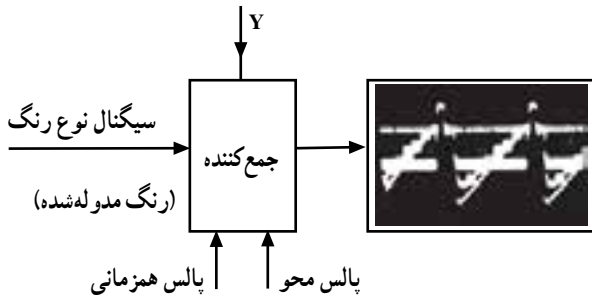 Y
سیگنال نوع رنگ
(رنگ مدوله‌شده)
جمع‌کننده
پالس همزمانی
پالس محو